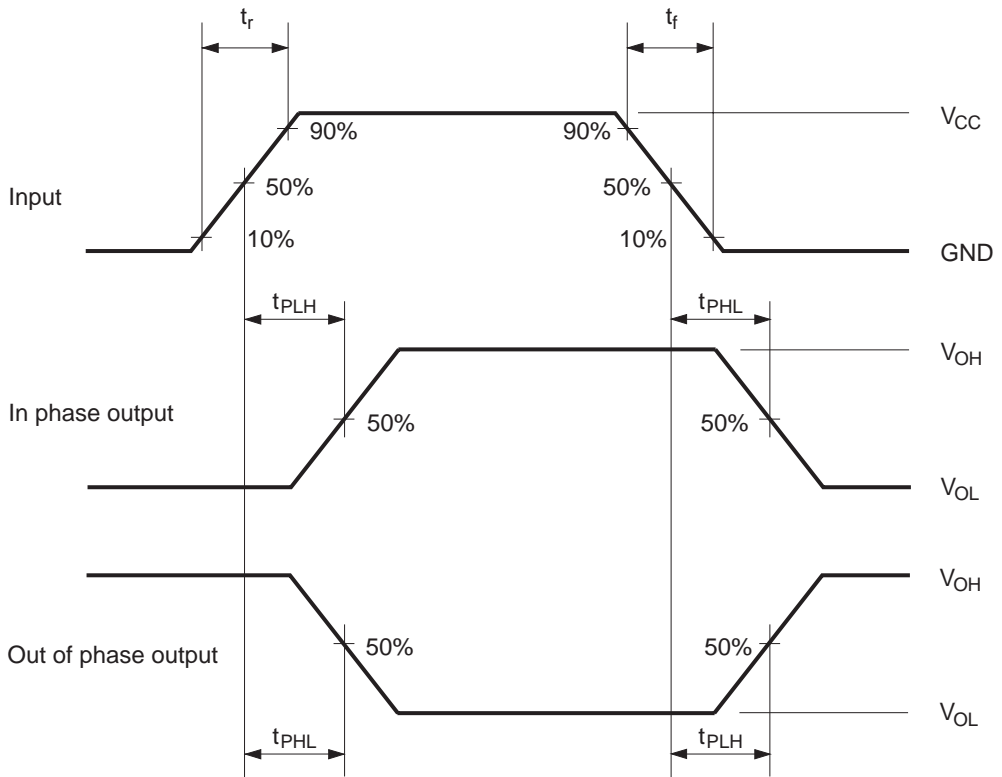 tr
tf
VCC
90%
90%
Input
50%
50%
10%
10%
GND
tPLH
tPHL
VOH
In phase output
50%
50%
VOL
VOH
Out of phase output
50%
50%
VOL
tPHL
tPLH